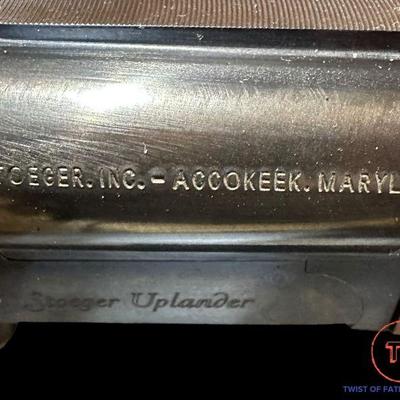 TOEGER. INC. - ACCOKEEK. MARYL
Stoeger Uplander
T
TWIST OF FAT